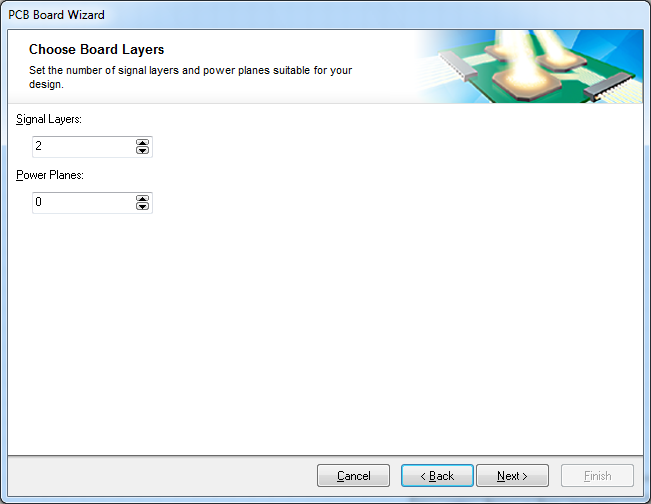 PCB Board Wizard
Choose Board Layers
Set the number of signal layers and power planes suitable for your
design.
Signal Layers:
2
Power Planes:
0
Cancel
< Back
Next >
Finish